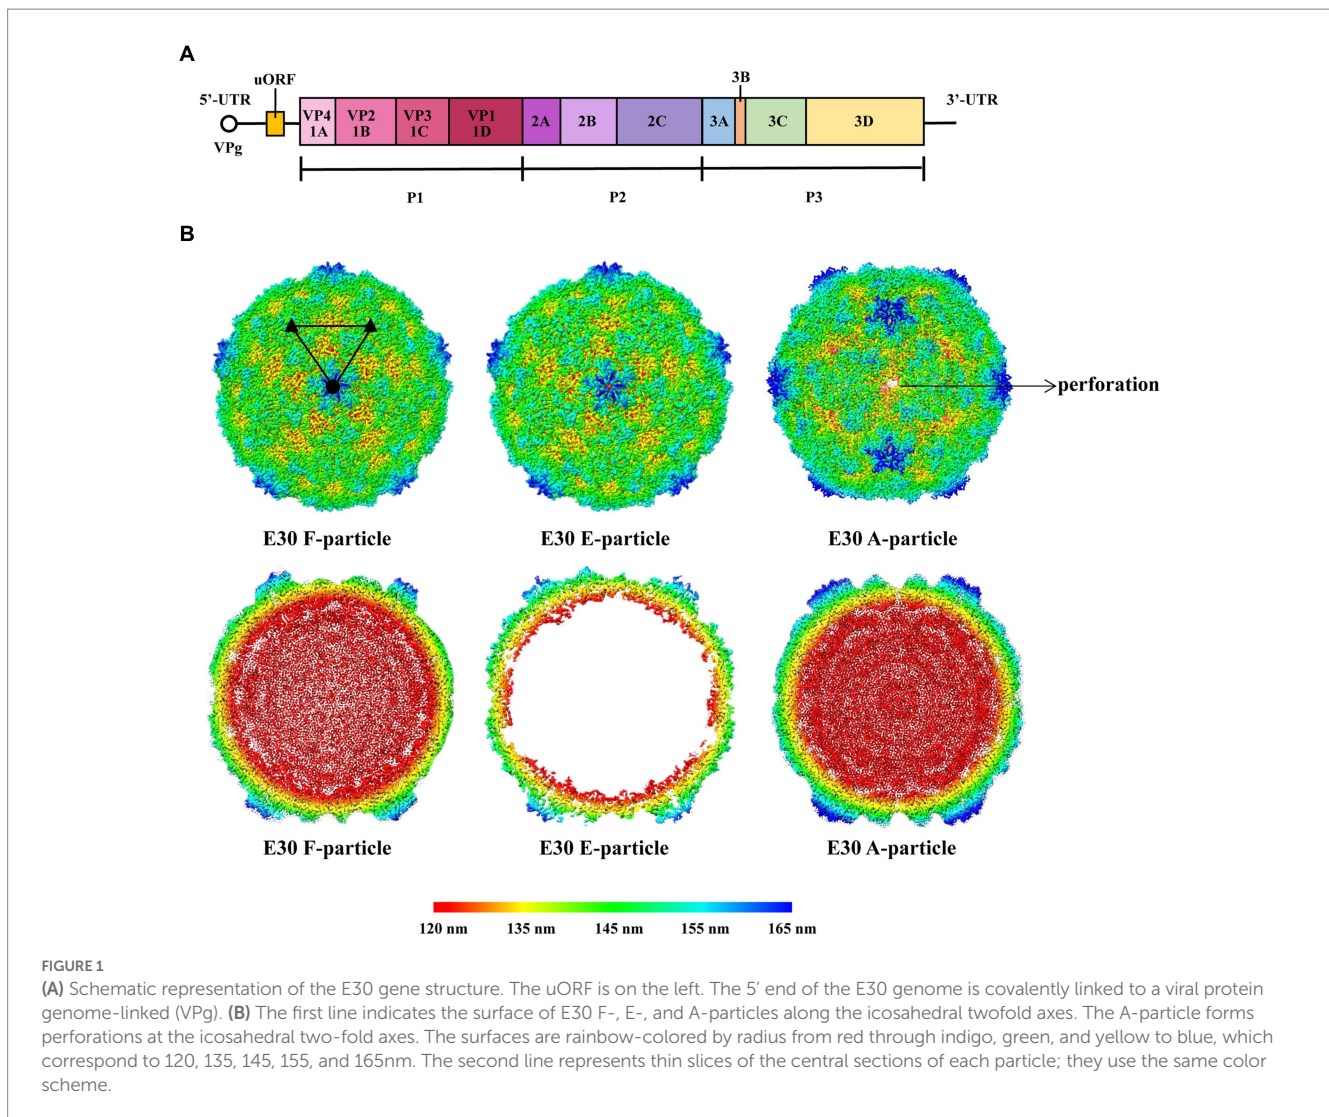 A
uORF
3B
5’-UTR
3’-UTR
VP4 VP2 VP3 VP1 2A 2B 2C 3A 3C 3D
1A 1B 1C 1D
VPg
P1 P2 P3
B
perforation
E30 F-particle E30 E-particle E30 A-particle
E30 F-particle E30 E-particle E30 A-particle
120 nm 135 nm 145 nm 155 nm 165 nm
FIGURE 1
(A) Schematic representation of the E30 gene structure. The uORF is on the left. The 5′ end of the E30 genome is covalently linked to a viral protein
genome-linked (VPg). (B) The first line indicates the surface of E30 F-, E-, and A-particles along the icosahedral twofold axes. The A-particle forms
perforations at the icosahedral two-fold axes. The surfaces are rainbow-colored by radius from red through indigo, green, and yellow to blue, which
correspond to 120, 135, 145, 155, and 165nm. The second line represents thin slices of the central sections of each particle; they use the same color
scheme.